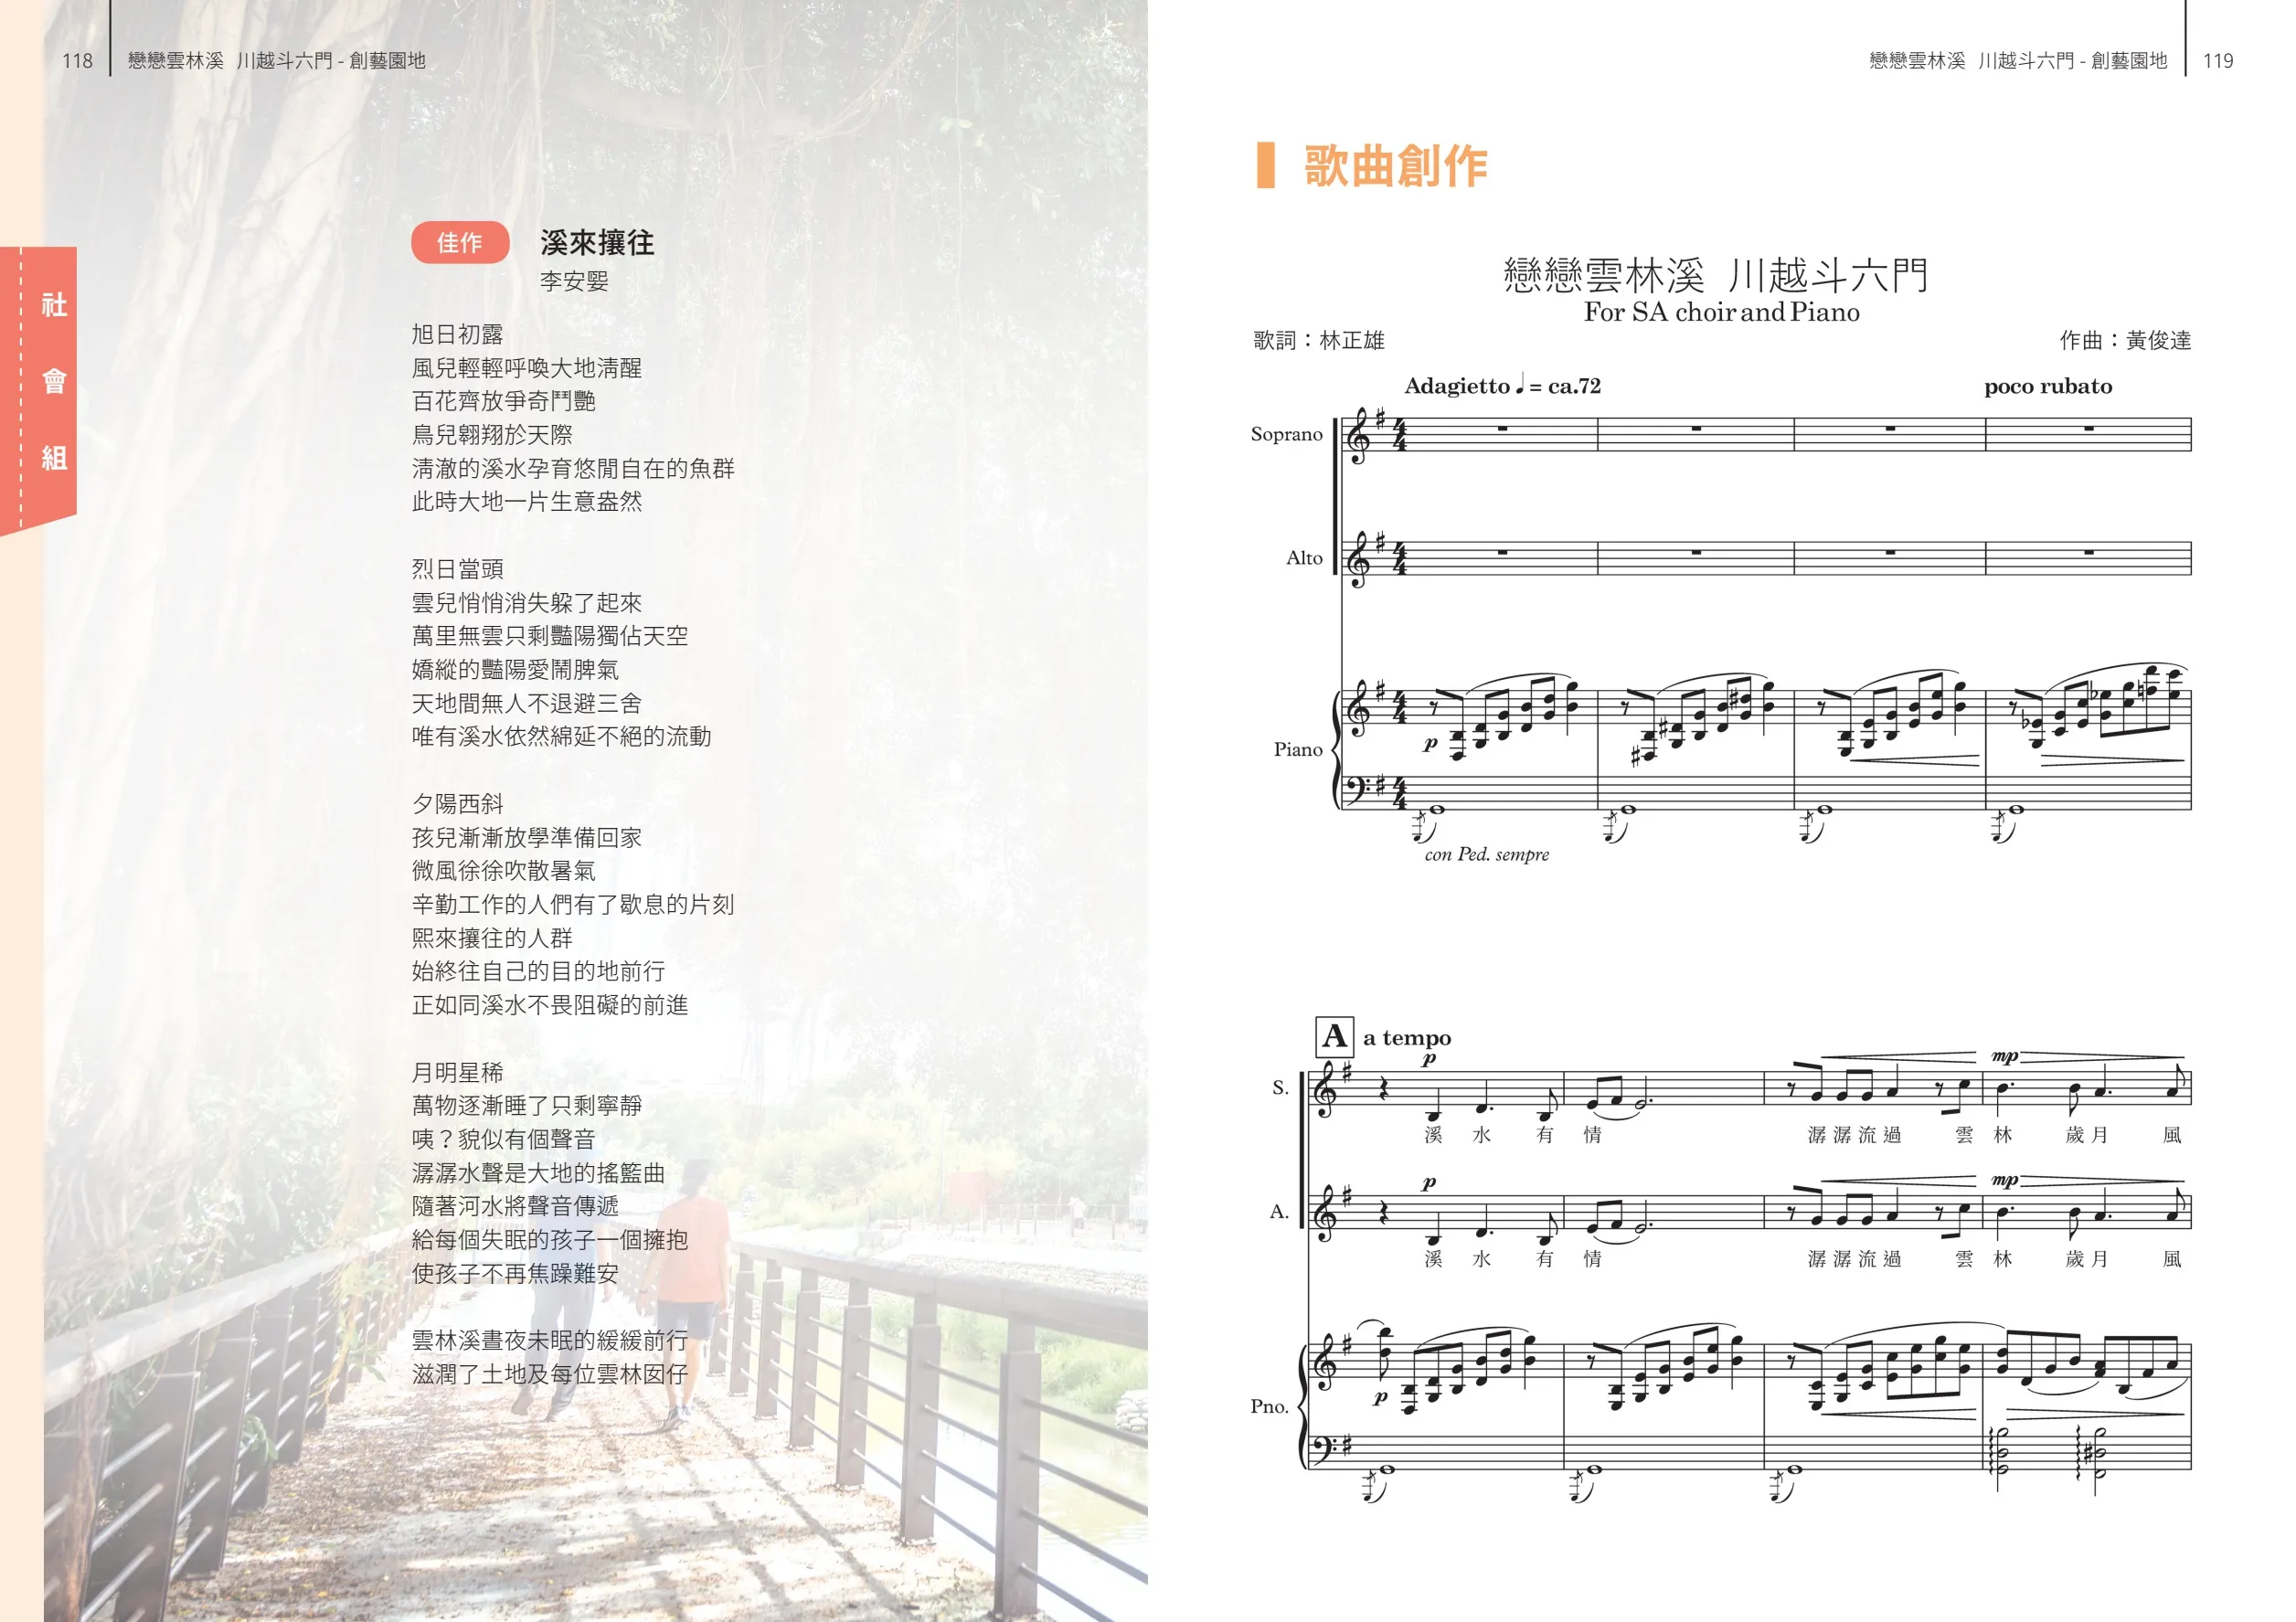 118
戀戀雲林溪 川越斗六門 - 創藝園地
社會組
佳作
溪來攘往
李安婜
旭日初露
風兒輕輕呼喚大地清醒
百花齊放爭奇鬥艷
鳥兒翱翔於天際
清澈的溪水孕育悠閒自在的魚群
此時大地一片生意盎然
烈日當頭
雲兒悄悄消失躲了起來
萬里無雲只剩豔陽獨佔天空
嬌縱的豔陽愛鬧脾氣
天地間無人不退避三舍
唯有溪水依然綿延不絕的流動
夕陽西斜
孩兒漸漸放學準備回家
微風徐徐吹散暑氣
辛勤工作的人們有了歇息的片刻
熙來攘往的人群
始終往自己的目的地前行
正如同溪水不畏阻礙的前進
月明星稀
萬物逐漸睡了只剩寧靜
咦？貌似有個聲音
潺潺水聲是大地的搖籃曲
隨著河水將聲音傳遞
給每個失眠的孩子一個擁抱
使孩子不再焦躁難安
雲林溪晝夜未眠的緩緩前行
滋潤了土地及每位雲林囡仔
戀戀雲林溪 川越斗六門 - 創藝園地
119
歌曲創作
戀戀雲林溪 川越斗六門
For SA choir and Piano
歌詞：林正雄
作曲：黃俊達
Adagietto ♩= ca.72
poco rubato
Soprano
Alto
Piano
p
con Ped. sempre
A a tempo
p mp
S.
溪 水 有 情 潺 潺 流 過 雲 林 歲 月 風
p mp
A.
溪 水 有 情 潺 潺 流 過 雲 林 歲 月 風
p
Pno.